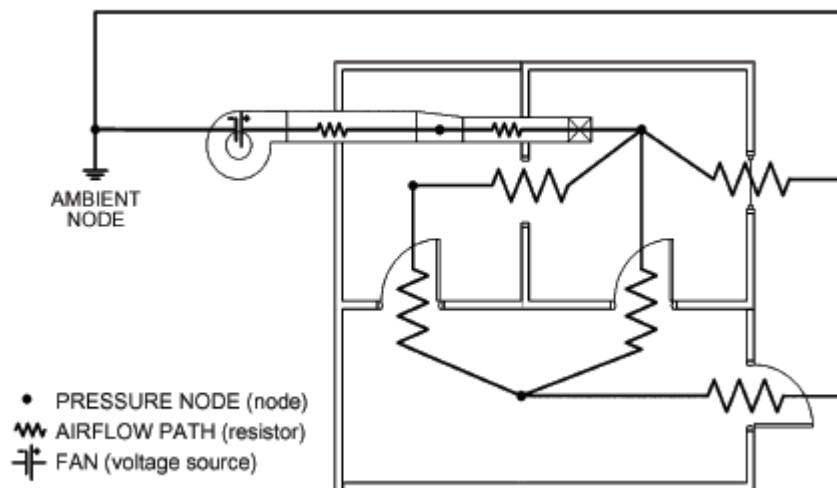 AMBIENT
NODE
PRESSURE NODE (node)
AIRFLOW PATH (resistor)
FAN (voltage source)